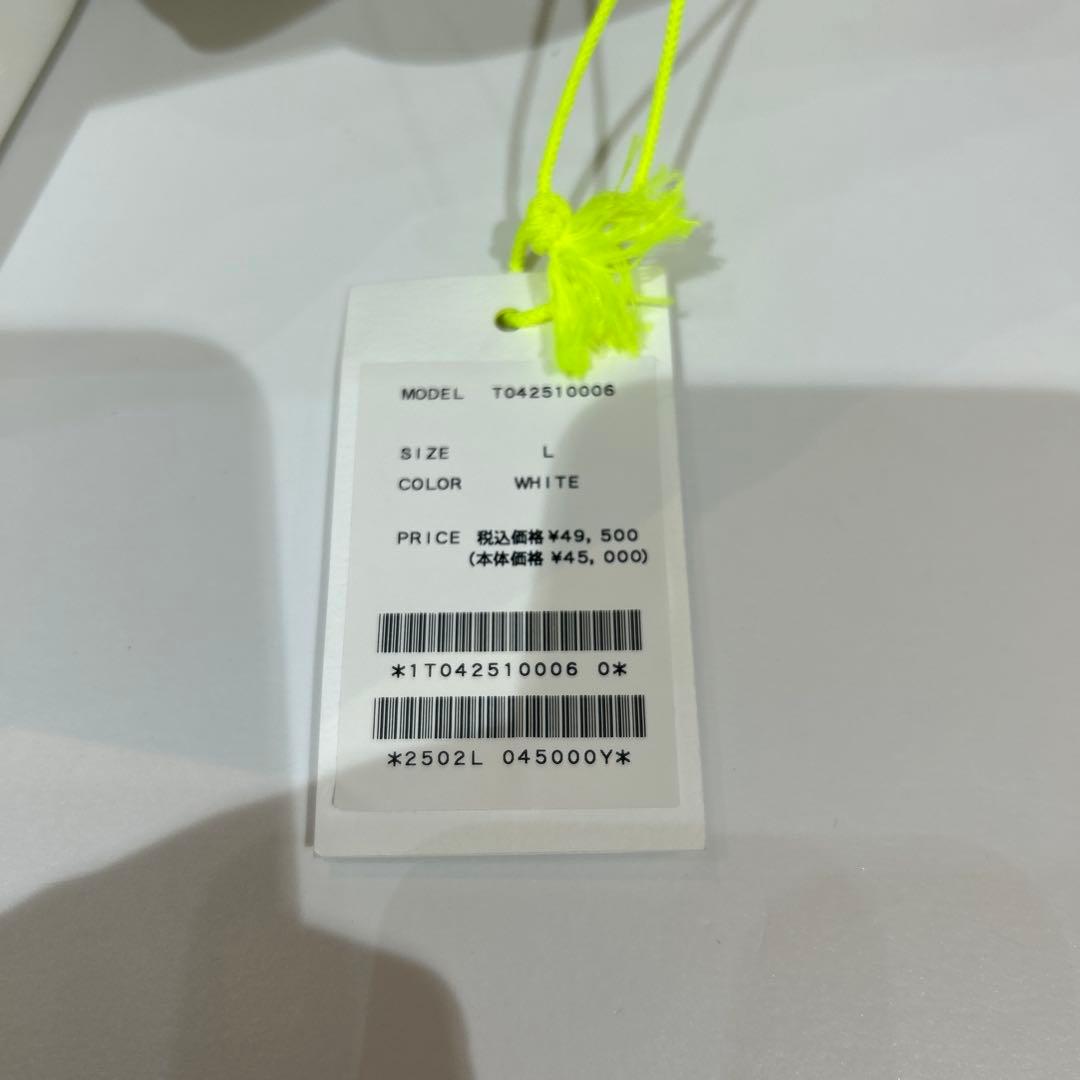 MODEL T042510006
SIZE L
COLOR WHITE
PRICE 税込価格 ¥49,500
(本体価格 ¥45,000)
*1T042510006 0*
*2502L 045000Y*